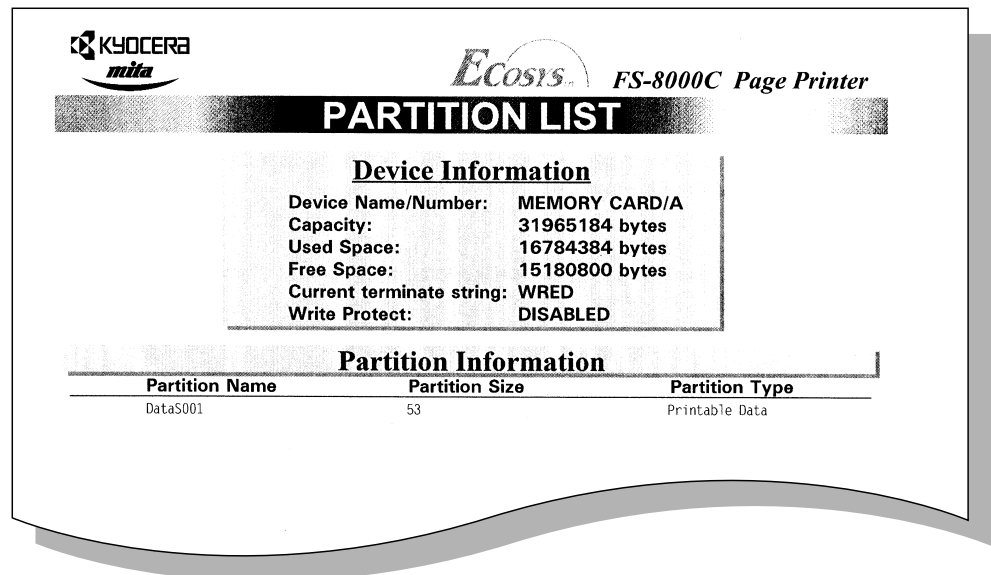 KYOCERA
mita
ECOSYS
FS-8000C Page Printer
PARTITION LIST
Device Information
Device Name/Number: MEMORY CARD/A
Capacity: 31965184 bytes
Used Space: 16784384 bytes
Free Space: 15180800 bytes
Current terminate string: WRED
Write Protect: DISABLED
Partition Information
Partition Name Partition Size Partition Type
DataS001 53 Printable Data